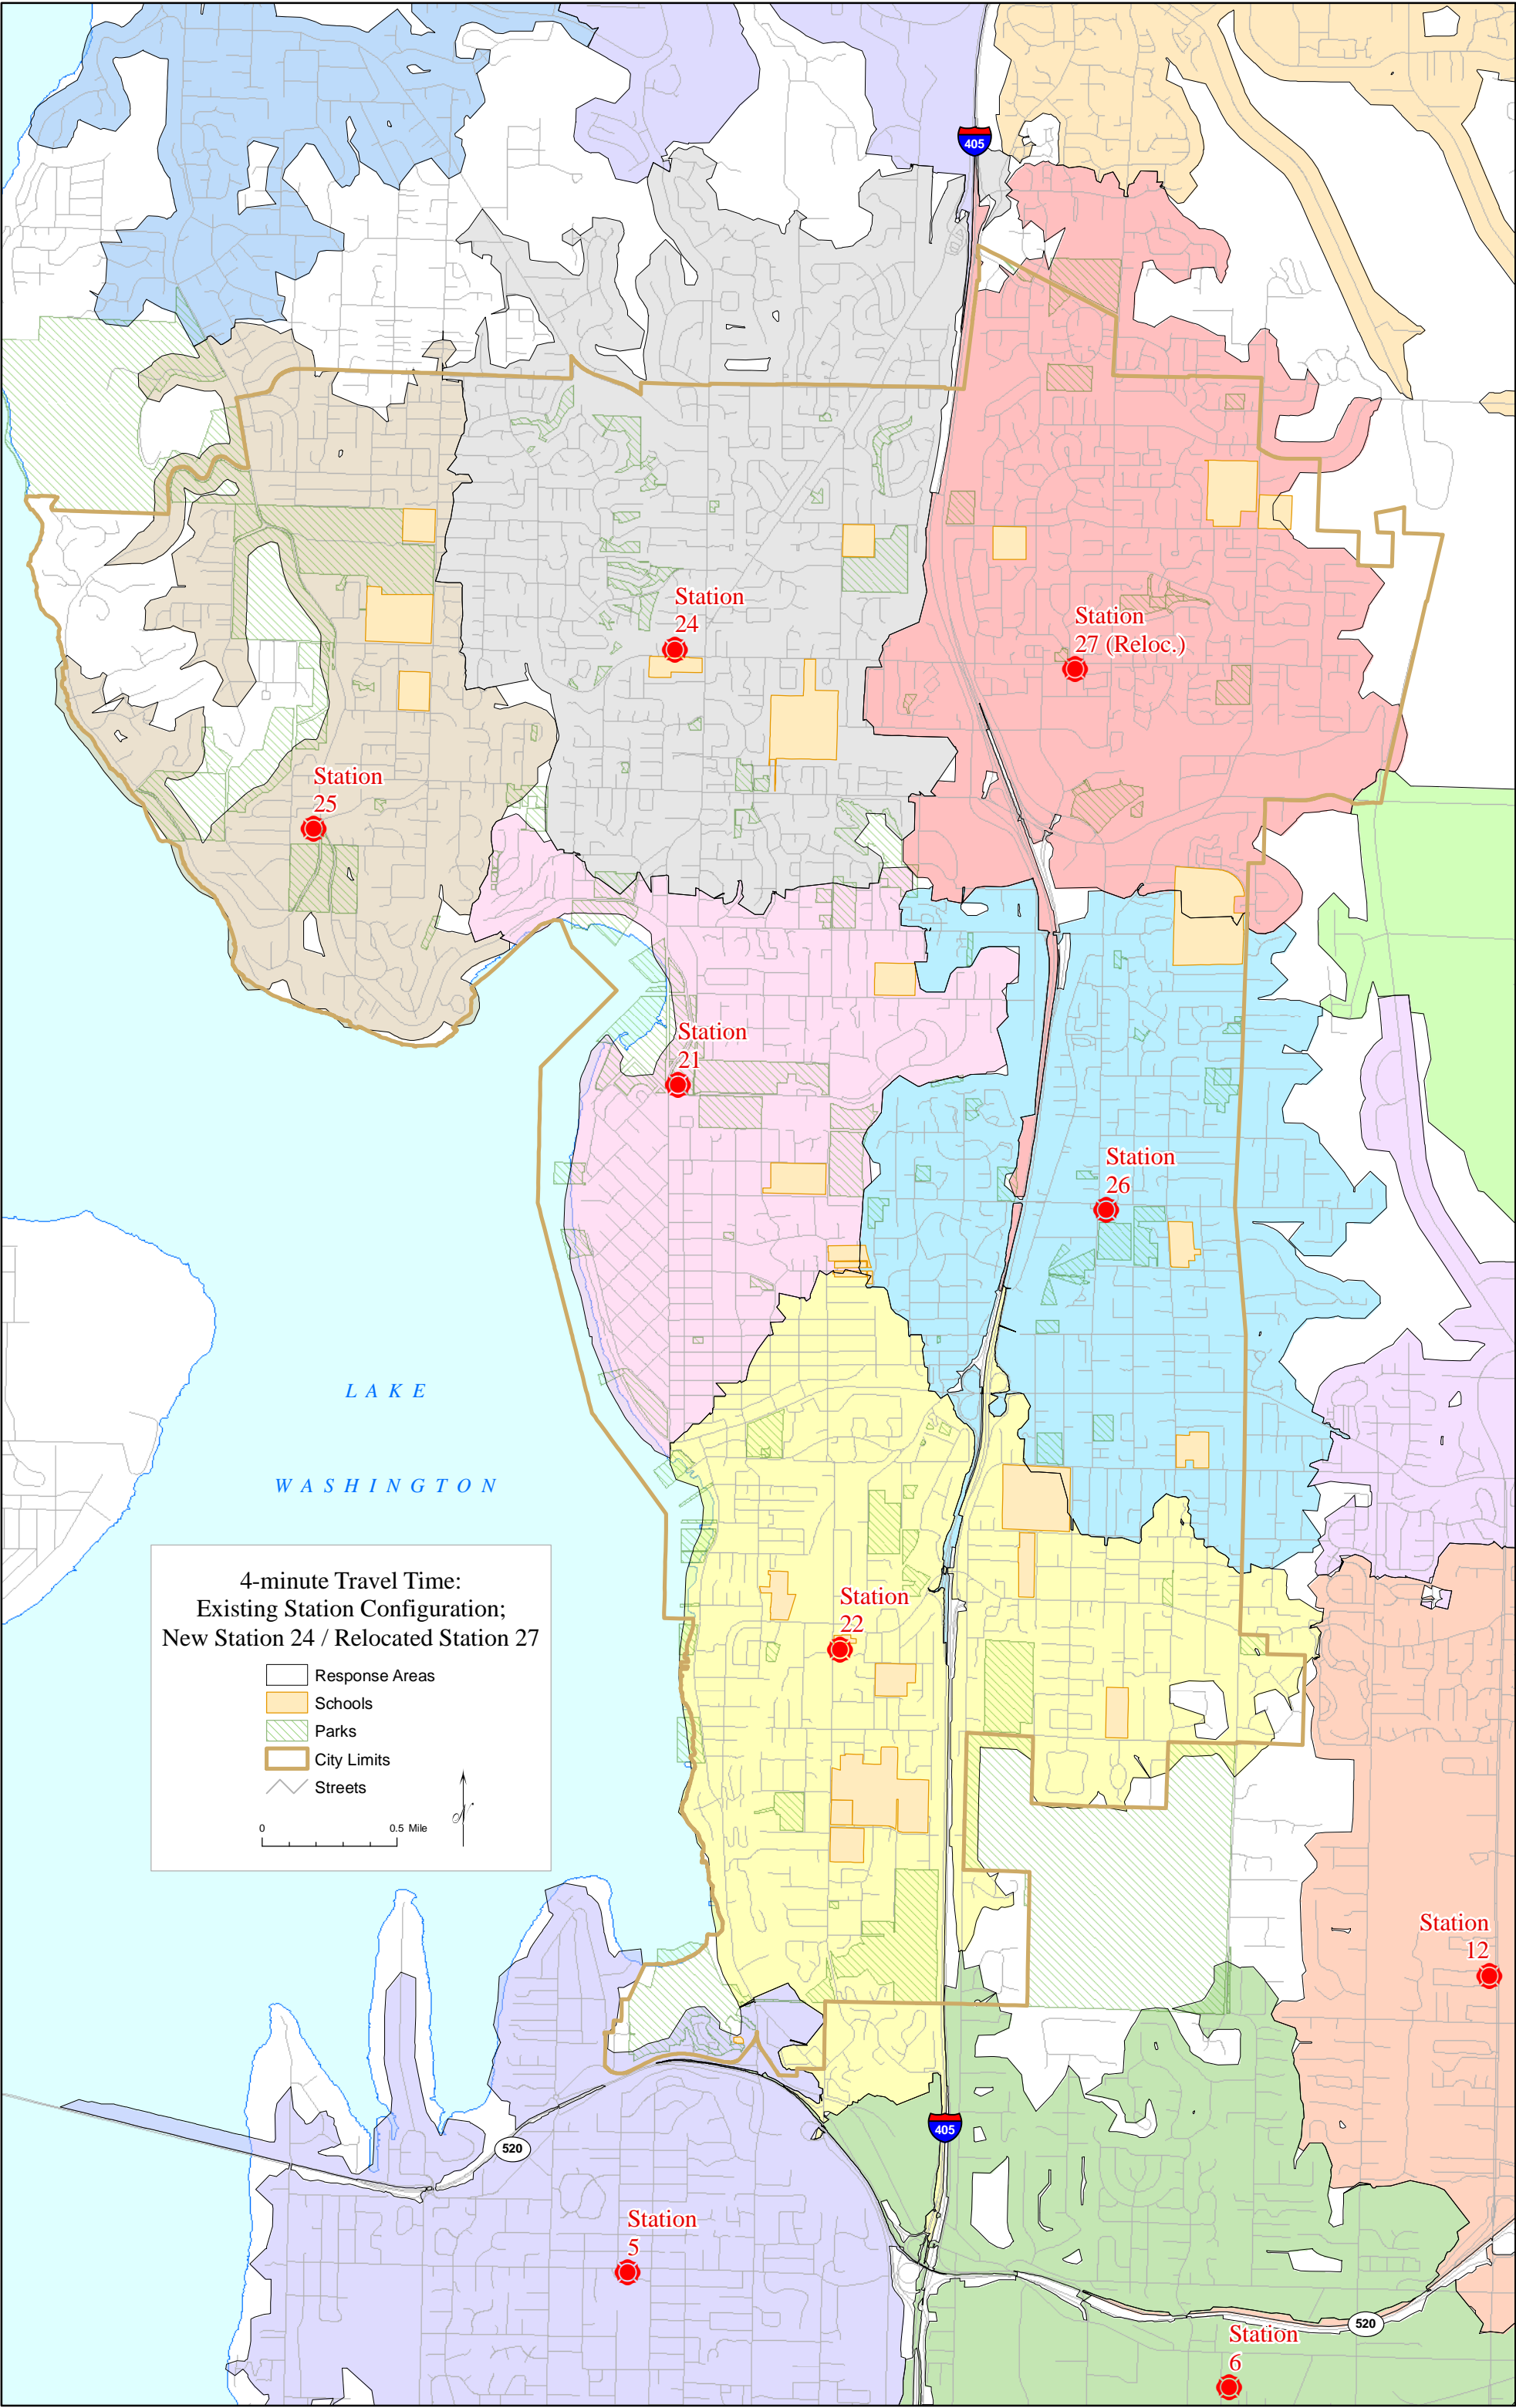 405
Station
24
Station
27 (Reloc.)
Station
25
Station
21
Station
26
LAKE
WASHINGTON
4-minute Travel Time:
Existing Station Configuration;
New Station 24 / Relocated Station 27
Response Areas
Schools
Parks
City Limits
Streets
0 0.5 Mile
N
Station
22
Station
12
405
520
Station
5
520
Station
6